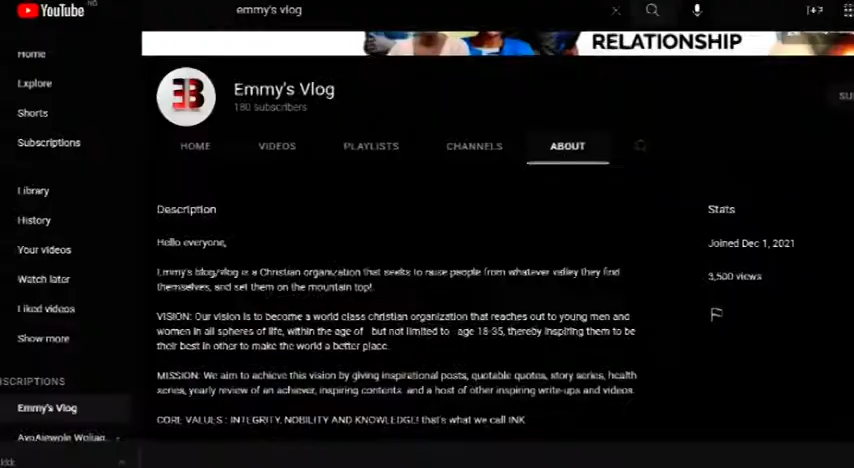 YouTube NG
emmy's vlog
RELATIONSHIP
Home
Explore
Shorts
Subscriptions
Library
History
Your videos
Watch later
Liked videos
Show more
SCRIPTIONS
Emmy's Vlog
EB
Emmy's Vlog
180 subscribers
SU
HOME VIDEOS PLAYLISTS CHANNELS ABOUT
Description
Hello everyone,
Emmy's blog/vlog is a Christian organization that seeks to raise people from whatever valley they find
themselves, and set them on the mountain top!
VISION: Our vision is to become a world class christian organization that reaches out to young men and
women in all spheres of life, within the age of but not limited to age 18-35, thereby inspiring them to be
their best in other to make the world a better place.
MISSION: We aim to achieve this vision by giving inspirational posts, quotable quotes, story series, health
series, yearly review of an achiever, inspiring contents and a host of other inspiring write-ups and videos.
CORE VALUES : INTEGRITY, NOBILITY AND KNOWLEDGE! that's what we call INK
Stats
Joined Dec 1, 2021
3,500 views